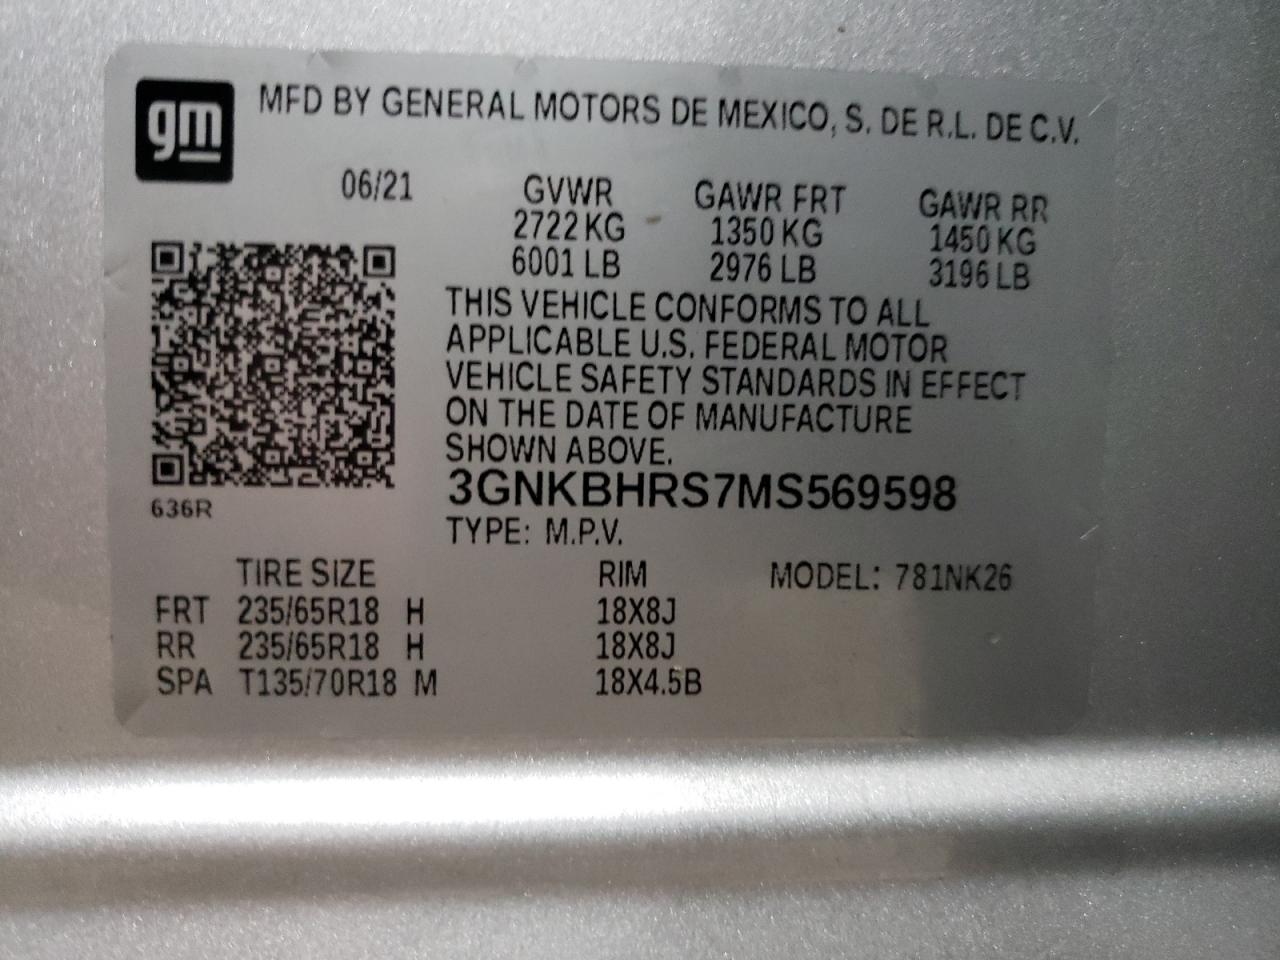 gm
MFD BY GENERAL MOTORS DE MEXICO, S. DE R.L. DE C.V.
06/21 GVWR GAWR FRT GAWR RR
2722 KG 1350 KG 1450 KG
6001 LB 2976 LB 3196 LB
THIS VEHICLE CONFORMS TO ALL
APPLICABLE U.S. FEDERAL MOTOR
VEHICLE SAFETY STANDARDS IN EFFECT
ON THE DATE OF MANUFACTURE
SHOWN ABOVE.
3GNKBHRS7MS569598
636R
TYPE: M.P.V.
TIRE SIZE RIM MODEL: 781NK26
FRT 235/65R18 H 18X8J
RR 235/65R18 H 18X8J
SPA T135/70R18 M 18X4.5B